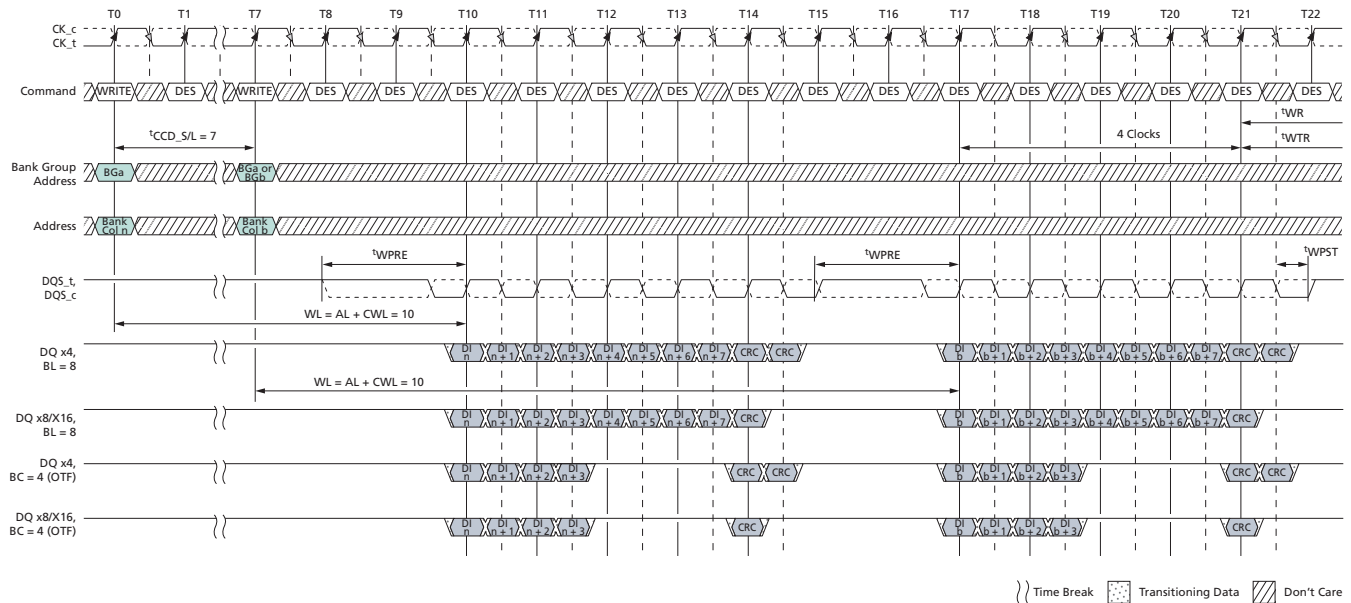 T0 T1 T7 T8 T9 T10 T11 T12 T13 T14 T15 T16 T17 T18 T19 T20 T21 T22
CK_c
CK_t
Command WRITE DES WRITE DES DES DES DES DES DES DES DES DES DES DES DES DES DES DES
tWR
tCCD_S/L = 7
4 Clocks
tWTR
Bank Group
Address
BGa
BGa or
BGb
Address
Bank
Col n
Bank
Col b
tWPRE
tWPRE
tWPST
DQS_t,
DQS_c
WL = AL + CWL = 10
DQ x4,
BL = 8
DI DI DI DI DI DI DI DI
n n + 1 n + 2 n + 3 n + 4 n + 5 n + 6 n + 7 CRC CRC
DI DI DI DI DI DI DI DI
b b + 1 b + 2 b + 3 b + 4 b + 5 b + 6 b + 7 CRC CRC
WL = AL + CWL = 10
DQ x8/X16,
BL = 8
DI DI DI DI DI DI DI DI
n n + 1 n + 2 n + 3 n + 4 n + 5 n + 6 n + 7 CRC
DI DI DI DI DI DI DI DI
b b + 1 b + 2 b + 3 b + 4 b + 5 b + 6 b + 7 CRC
DQ x4,
BC = 4 (OTF)
DI DI DI DI
n n + 1 n + 2 n + 3 CRC CRC
DI DI DI DI
b b + 1 b + 2 b + 3 CRC CRC
DQ x8/X16,
BC = 4 (OTF)
DI DI DI DI
n n + 1 n + 2 n + 3 CRC
DI DI DI DI
b b + 1 b + 2 b + 3 CRC
Time Break Transitioning Data Don't Care